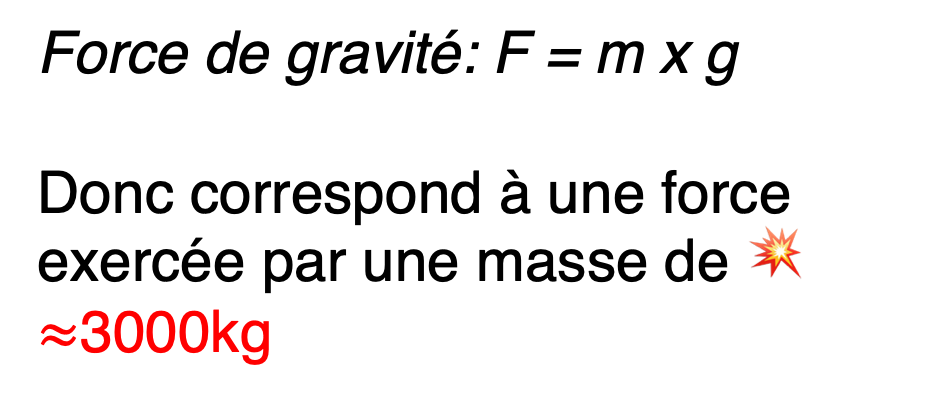 Force de gravité: F = m x g
Donc correspond à une force
exercée par une masse de 💥
≈3000kg